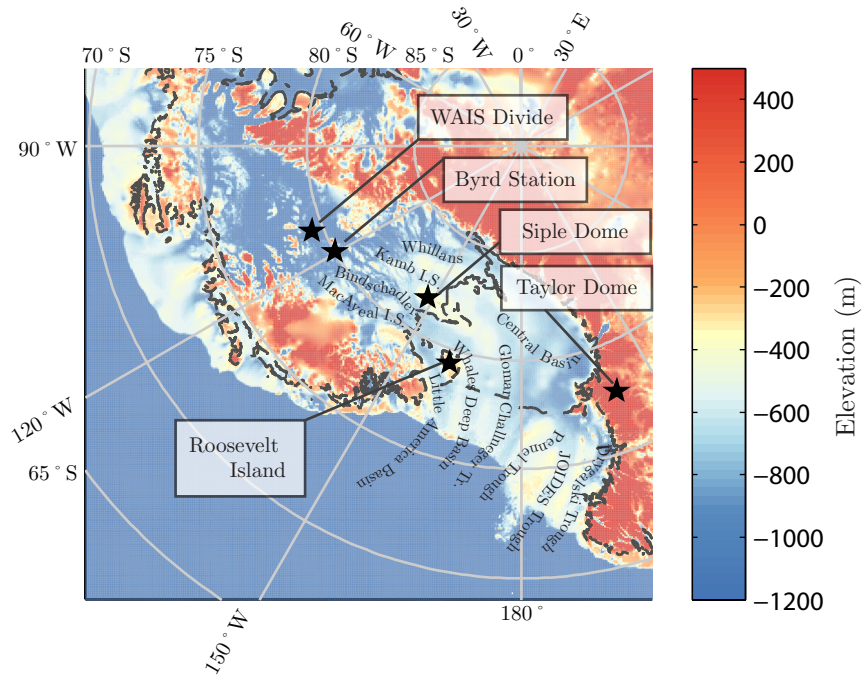 60° W
30° W
30° E
70° S
75° S
80° S
85° S
0°
WAIS Divide
90° W
Byrd Station
Siple Dome
Whillans
Kamb I.S.
Taylor Dome
Bindschadler
MacAyeal I.S.
Central Basin
Roosevelt
Island
Little America Basin
Whales Deep Basin
Glomar Challneger Tr.
Pennel Trough
JOIDES Trough
Drygalski Trough
120° W
65° S
150° W
180°
400
200
0
−200
−400
−600
−800
−1000
−1200
Elevation (m)